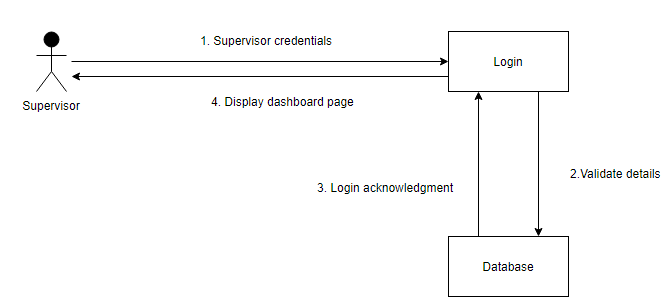 1. Supervisor credentials
Login
Supervisor
4. Display dashboard page
2.Validate details
3. Login acknowledgment
Database